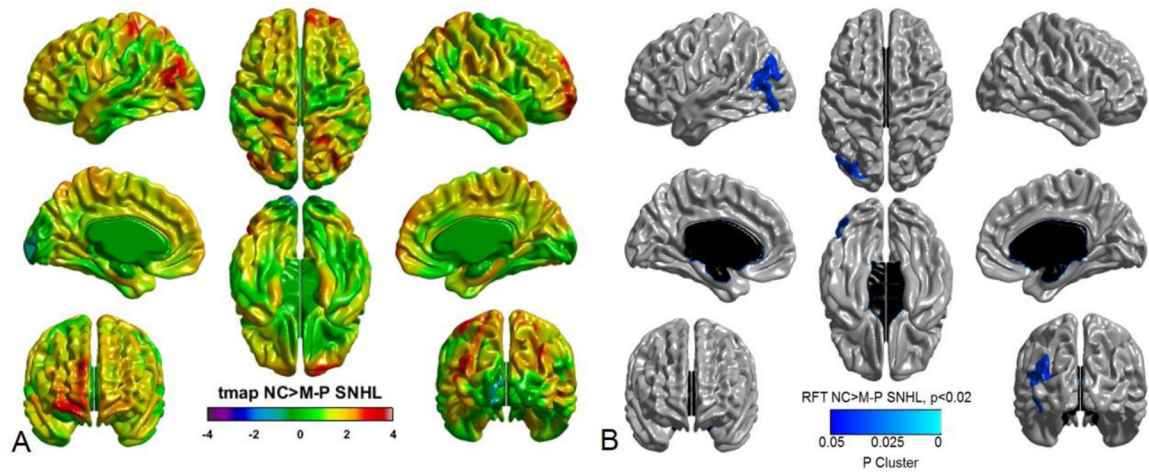 tmap NC>M-P SNHL
-4 -2 0 2 4
A
RFT NC>M-P SNHL, p<0.02
0.05 0.025 0
P Cluster
B